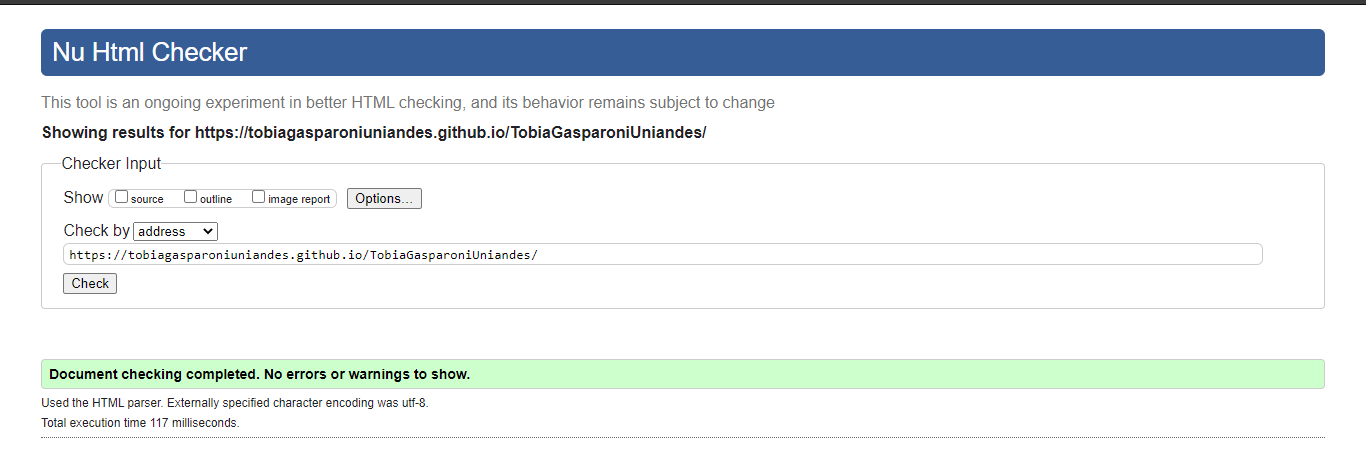 Nu Html Checker
This tool is an ongoing experiment in better HTML checking, and its behavior remains subject to change
Showing results for https://tobiagasparoniuniandes.github.io/TobiaGasparoniUniandes/
Checker Input
Show source outline image report Options...
Check by address
https://tobiagasparoniuniandes.github.io/TobiaGasparoniUniandes/
Check
Document checking completed. No errors or warnings to show.
Used the HTML parser. Externally specified character encoding was utf-8.
Total execution time 117 milliseconds.